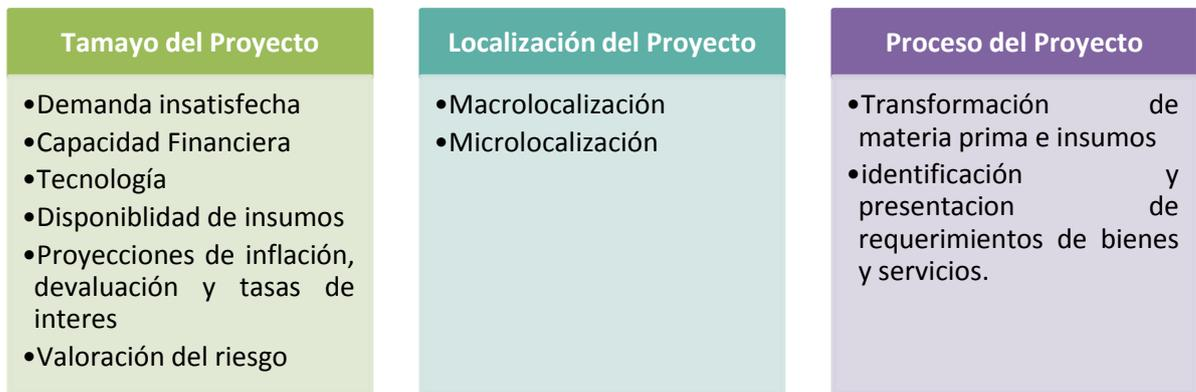 Tamayo del Proyecto
•Demanda insatisfecha
•Capacidad Financiera
•Tecnología
•Disponiblidad de insumos
•Proyecciones de inflación,
devaluación y tasas de
interes
•Valoración del riesgo
Localización del Proyecto
•Macrolocalización
•Microlocalización
Proceso del Proyecto
•Transformación de
materia prima e insumos
•identificación y
presentacion de
requerimientos de bienes
y servicios.